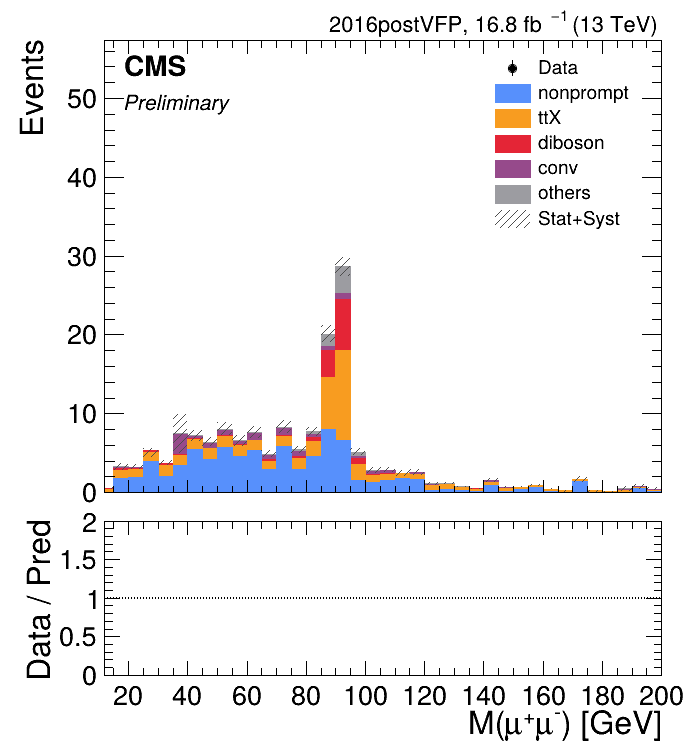 2016postVFP, 16.8 fb ⁻¹ (13 TeV)
CMS
Preliminary
Data
nonprompt
ttX
diboson
conv
others
Stat+Syst
Events
50
40
30
20
10
0
Data / Pred
2
1.5
1
0.5
0
20 40 60 80 100 120 140 160 180 200
M(μ⁺μ⁻) [GeV]